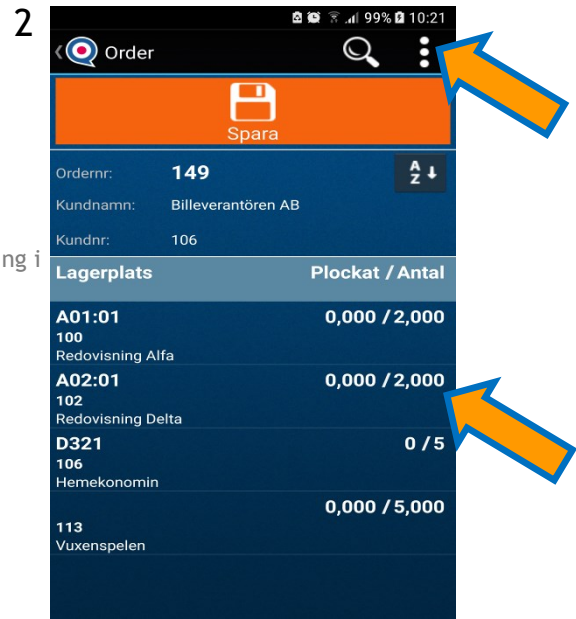 2
99% 10:21
Order
Spara
Ordernr: 149
A Z
Kundnamn: Billeverantören AB
Kundnr: 106
ng i
Lagerplats Plockat / Antal
A01:01 0,000 / 2,000
100
Redovisning Alfa
A02:01 0,000 / 2,000
102
Redovisning Delta
D321 0 / 5
106
Hemekonomin
0,000 / 5,000
113
Vuxenspelen